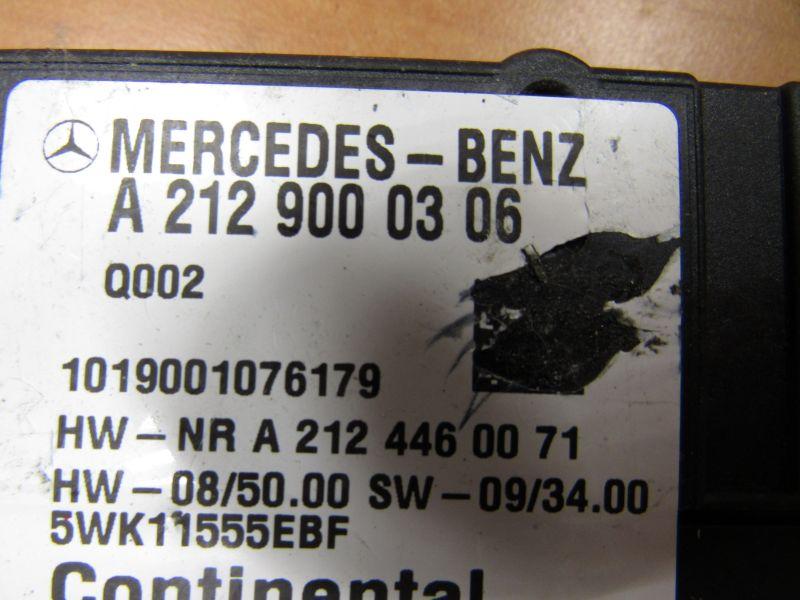 MERCEDES-BENZ
A 212 900 03 06
Q002
1019001076179
HW-NR A 212 446 00 71
HW-08/50.00 SW-09/34.00
5WK11555EBF
Continental